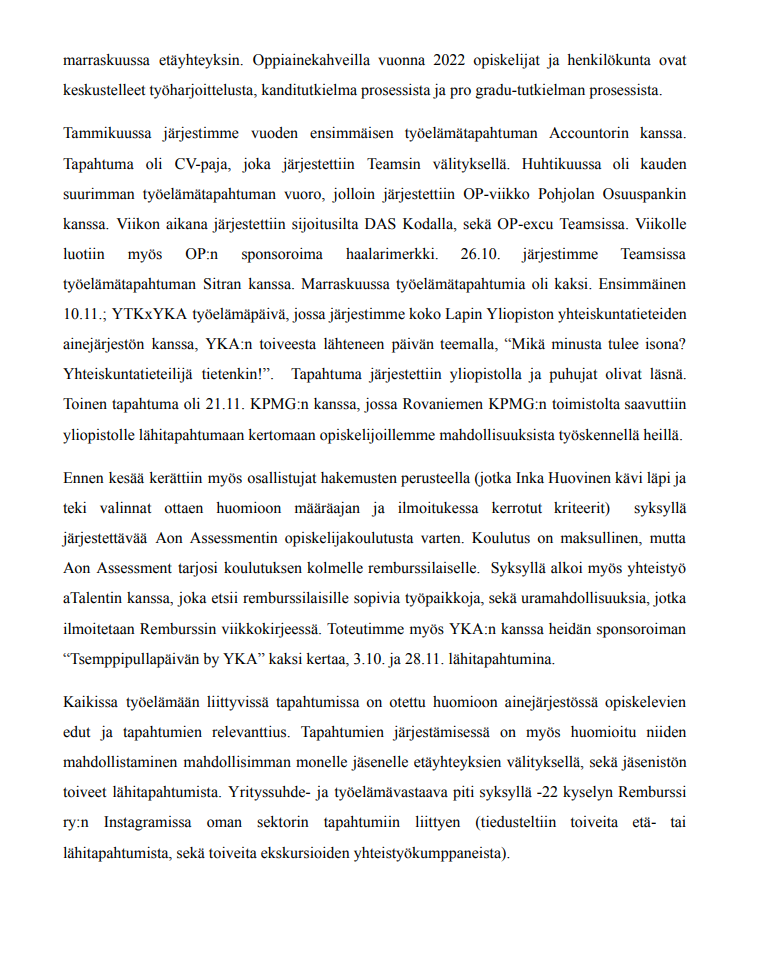 marraskuussa etäyhteyksin. Oppiainekahveilla vuonna 2022 opiskelijat ja henkilökunta ovat
keskustelleet työharjoittelusta, kanditutkielma prosessista ja pro gradu-tutkielman prosessista.
Tammikuussa järjestimme vuoden ensimmäisen työelämätapahtuman Accountorin kanssa.
Tapahtuma oli CV-paja, joka järjestettiin Teamsin välityksellä. Huhtikuussa oli kauden
suurimman työelämätapahtuman vuoro, jolloin järjestettiin OP-viikko Pohjolan Osuuspankin
kanssa. Viikon aikana järjestettiin sijoitusilta DAS Kodalla, sekä OP-excu Teamsissa. Viikolle
luotiin myös OP:n sponsoroima haalarimerkki. 26.10. järjestimme Teamsissa
työelämätapahtuman Sitran kanssa. Marraskuussa työelämätapahtumia oli kaksi. Ensimmäinen
10.11.; YTKxYKA työelämäpäivä, jossa järjestimme koko Lapin Yliopiston yhteiskuntatieteiden
ainejärjestön kanssa, YKA:n toiveesta lähteneen päivän teemalla, “Mikä minusta tulee isona?
Yhteiskuntatieteilijä tietenkin!”. Tapahtuma järjestettiin yliopistolla ja puhujat olivat läsnä.
Toinen tapahtuma oli 21.11. KPMG:n kanssa, jossa Rovaniemen KPMG:n toimistolta saavuttiin
yliopistolle lähitapahtumaan kertomaan opiskelijoillemme mahdollisuuksista työskennellä heillä.
Ennen kesää kerättiin myös osallistujat hakemusten perusteella (jotka Inka Huovinen kävi läpi ja
teki valinnat ottaen huomioon määräajan ja ilmoitukessa kerrotut kriteerit) syksyllä
järjestettävää Aon Assessmentin opiskelijakoulutusta varten. Koulutus on maksullinen, mutta
Aon Assessment tarjosi koulutuksen kolmelle remburssilaiselle. Syksyllä alkoi myös yhteistyö
aTalentin kanssa, joka etsii remburssilaisille sopivia työpaikkoja, sekä uramahdollisuuksia, jotka
ilmoitetaan Remburssin viikkokirjeessä. Toteutimme myös YKA:n kanssa heidän sponsoroiman
“Tsemppipullapäivän by YKA” kaksi kertaa, 3.10. ja 28.11. lähitapahtumina.
Kaikissa työelämään liittyvissä tapahtumissa on otettu huomioon ainejärjestössä opiskelevien
edut ja tapahtumien relevanttius. Tapahtumien järjestämisessä on myös huomioitu niiden
mahdollistaminen mahdollisimman monelle jäsenelle etäyhteyksien välityksellä, sekä jäsenistön
toiveet lähitapahtumista. Yrityssuhde- ja työelämävastaava piti syksyllä -22 kyselyn Remburssi
ry:n Instagramissa oman sektorin tapahtumiin liittyen (tiedusteltiin toiveita etä- tai
lähitapahtumista, sekä toiveita ekskursioiden yhteistyökumppaneista).